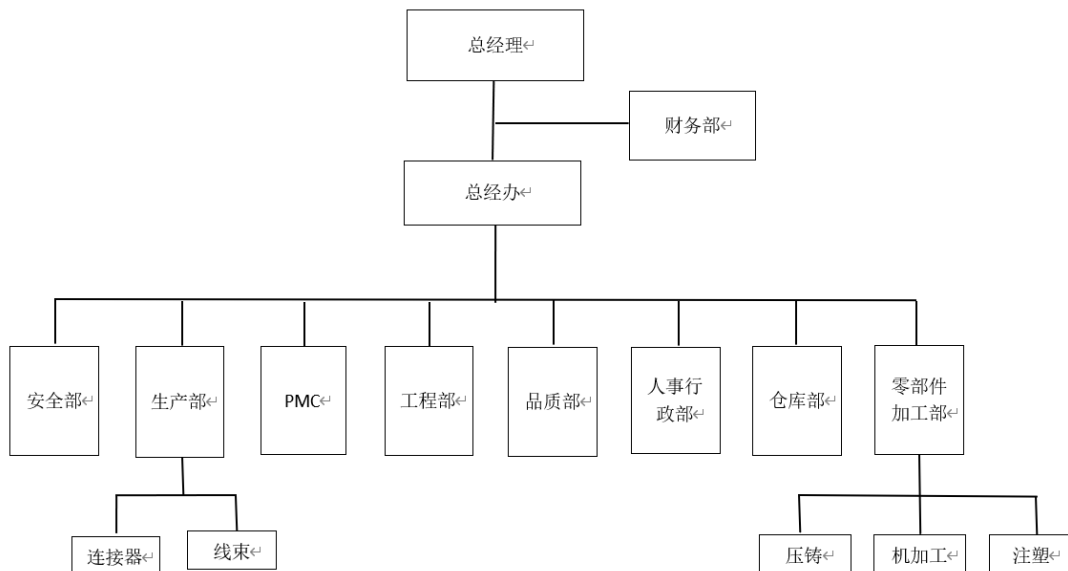 总经理
财务部
总经办
安全部
生产部
PMC
工程部
品质部
人事行
政部
仓库部
零部件
加工部
连接器
线束
压铸
机加工
注塑